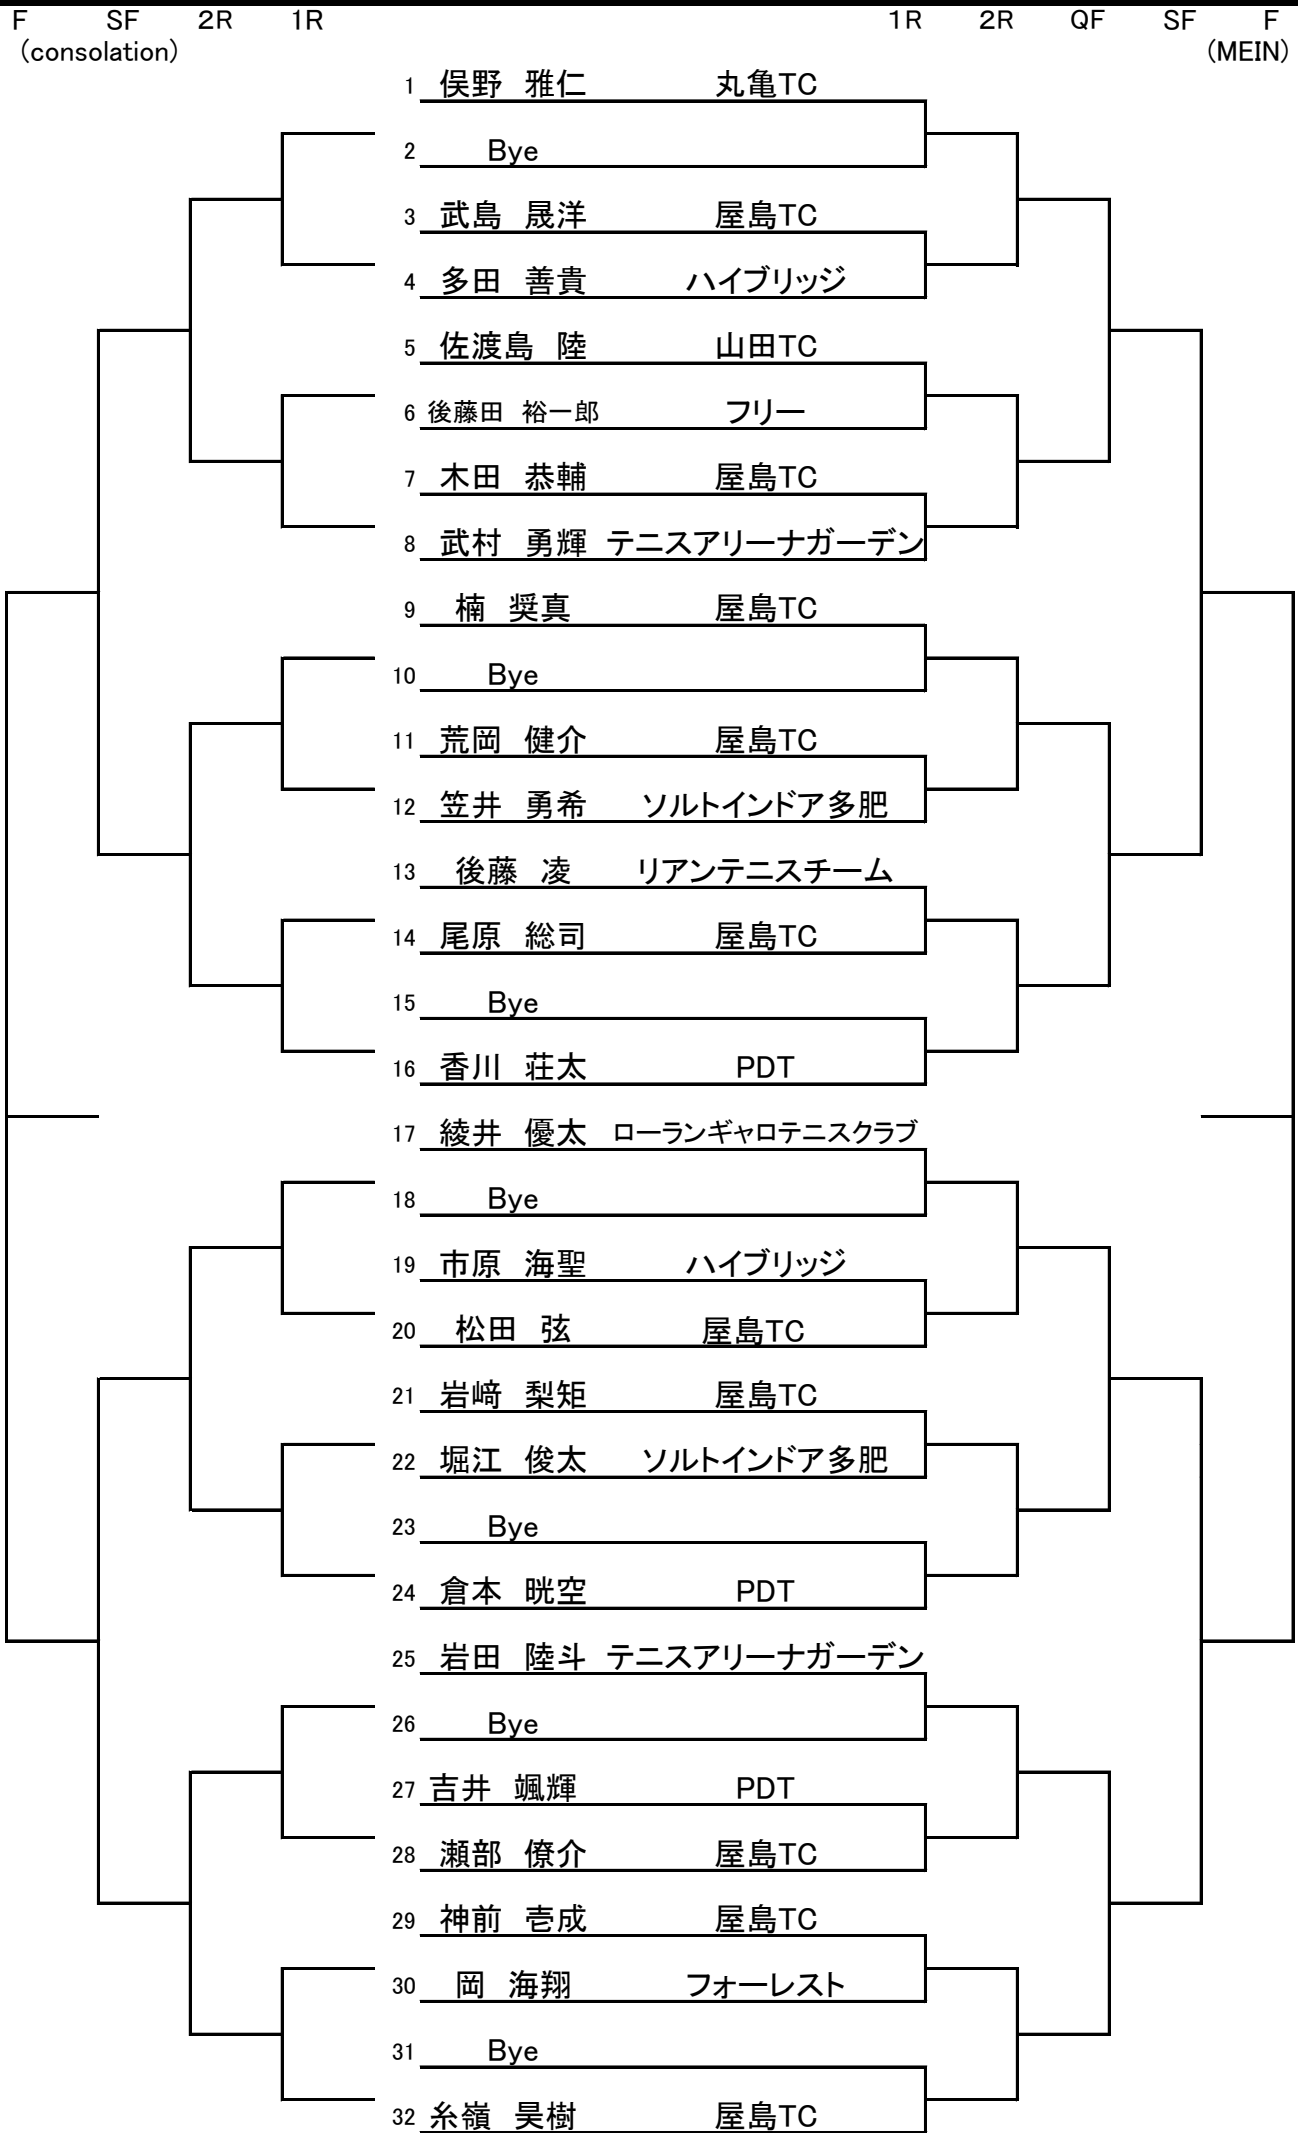 F SF 2R 1R 1R 2R QF SF F
(consolation) (MEIN)
1 俣野 雅仁 丸亀TC
2 Bye
3 武島 晟洋 屋島TC
4 多田 善貴 ハイブリッジ
5 佐渡島 陸 山田TC
6 後藤田 裕一郎 フリー
7 木田 恭輔 屋島TC
8 武村 勇輝 テニスアリーナガーデン
9 楠 奨真 屋島TC
10 Bye
11 荒岡 健介 屋島TC
12 笠井 勇希 ソルトインドア多肥
13 後藤 凌 リアンテニスチーム
14 尾原 総司 屋島TC
15 Bye
16 香川 荘太 PDT
17 綾井 優太 ローランギャロテニスクラブ
18 Bye
19 市原 海聖 ハイブリッジ
20 松田 弦 屋島TC
21 岩﨑 梨矩 屋島TC
22 堀江 俊太 ソルトインドア多肥
23 Bye
24 倉本 晄空 PDT
25 岩田 陸斗 テニスアリーナガーデン
26 Bye
27 吉井 颯輝 PDT
28 瀬部 僚介 屋島TC
29 神前 壱成 屋島TC
30 岡 海翔 フォーレスト
31 Bye
32 糸嶺 昊樹 屋島TC